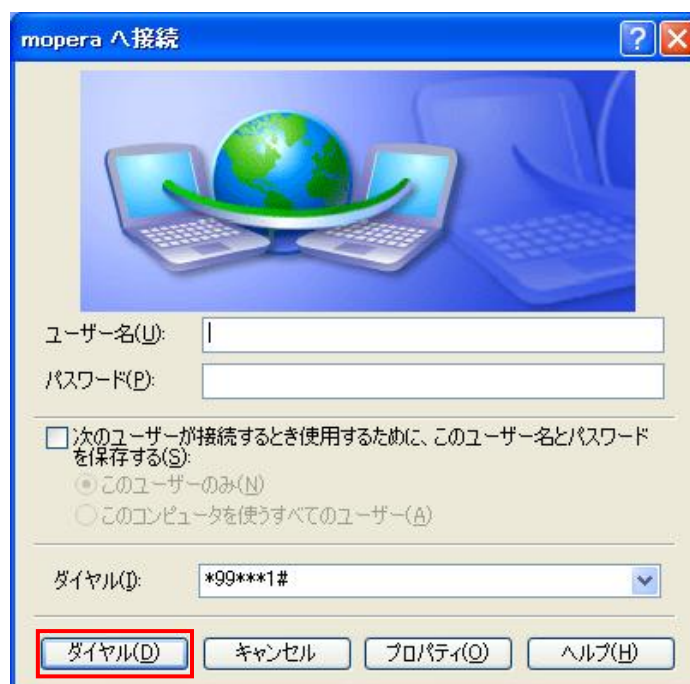 mopera へ接続
ユーザー名(U):
パスワード(P):
次のユーザーが接続するとき使用するために、このユーザー名とパスワード
を保存する(S):
このユーザーのみ(N)
このコンピュータを使うすべてのユーザー(A)
ダイヤル(I): *99***1#
ダイヤル(D) キャンセル プロパティ(O) ヘルプ(H)